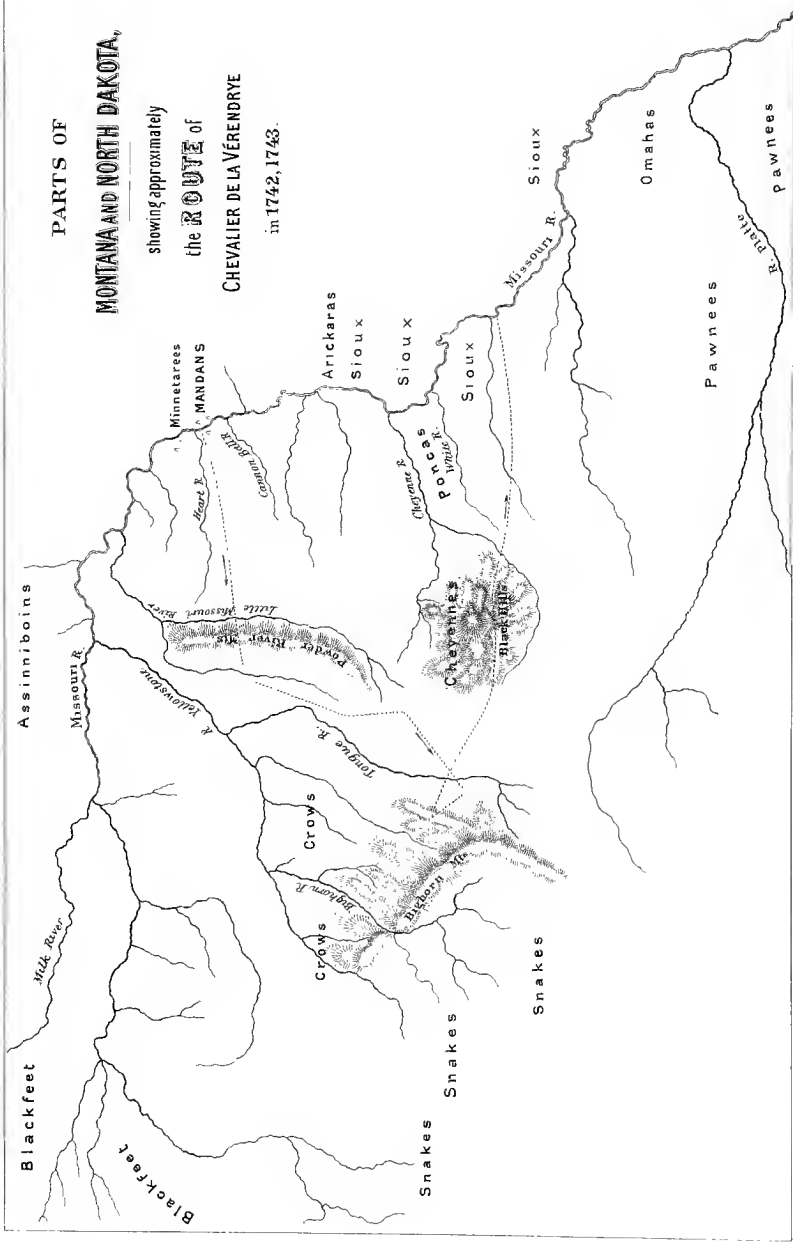 PARTS OF
MONTANA AND NORTH DAKOTA,
showing approximately
the ROUTE of
CHEVALIER DE LA VÉRENDRYE
in 1742, 1743.
Blackfeet
Blackfeet
Milk River
Assinniboins
Missouri R.
R. Yellowstone
Little Missouri River
Powder River Mts
Minnetarees
MANDANS
Heart R.
Cannon Ball R.
Arickaras
Sioux
Sioux
Sioux
Sioux
Cheyenne R.
Poncas
White R.
Missouri R.
Cheyennes
Black Hills
Tongue R.
Crows
Crows
Bighorn R.
Bighorn Mts.
Snakes
Snakes
Snakes
Omahas
Pawnees
Pawnees
R. Platte